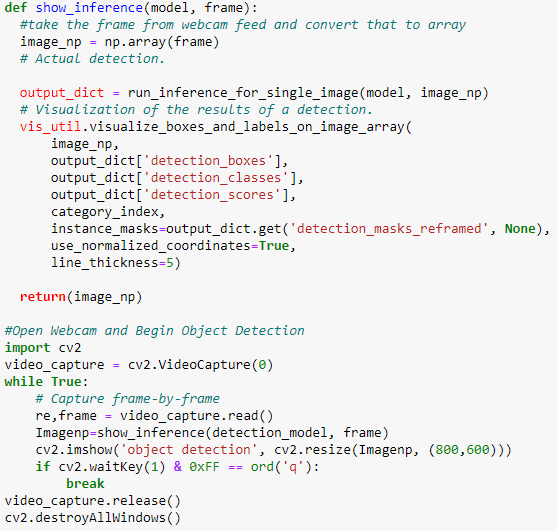 def show_inference(model, frame):
  #take the frame from webcam feed and convert that to array
  image_np = np.array(frame)
  # Actual detection.

  output_dict = run_inference_for_single_image(model, image_np)
  # Visualization of the results of a detection.
  vis_util.visualize_boxes_and_labels_on_image_array(
      image_np,
      output_dict['detection_boxes'],
      output_dict['detection_classes'],
      output_dict['detection_scores'],
      category_index,
      instance_masks=output_dict.get('detection_masks_reframed', None),
      use_normalized_coordinates=True,
      line_thickness=5)

  return(image_np)

#Open Webcam and Begin Object Detection
import cv2
video_capture = cv2.VideoCapture(0)
while True:
    # Capture frame-by-frame
    re,frame = video_capture.read()
    Imagenp=show_inference(detection_model, frame)
    cv2.imshow('object detection', cv2.resize(Imagenp, (800,600)))
    if cv2.waitKey(1) & 0xFF == ord('q'):
        break
video_capture.release()
cv2.destroyAllWindows()